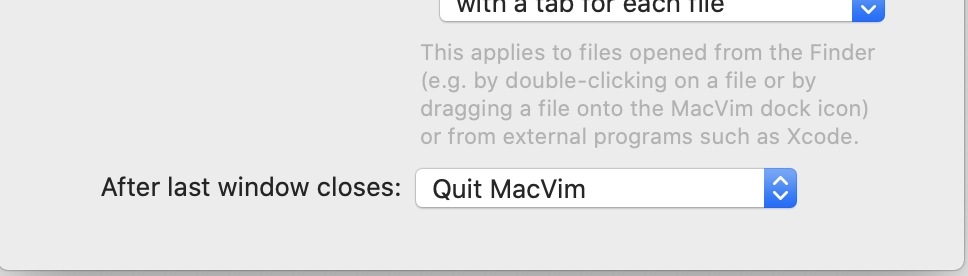 with a tab for each file
This applies to files opened from the Finder
(e.g. by double-clicking on a file or by
dragging a file onto the MacVim dock icon)
or from external programs such as Xcode.
After last window closes: Quit MacVim